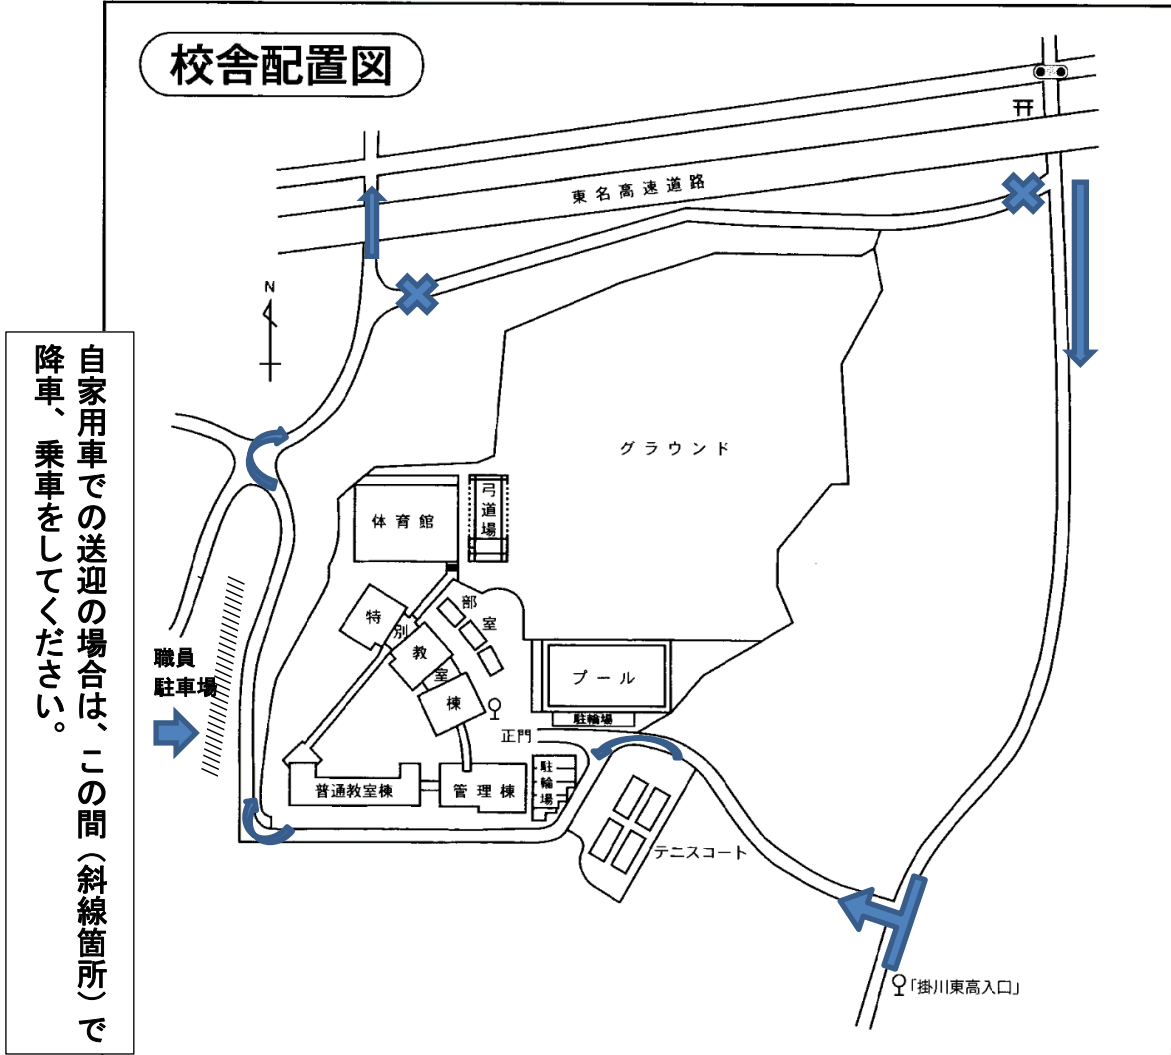 校舎配置図
東名高速道路
N
自家用車での送迎の場合は、この間（斜線箇所）で
降車、乗車をしてください。
グラウンド
体育館
弓道場
部室
特別教室棟
職員
駐車場
プール
駐輪場
正門
普通教室棟
管理棟
駐輪場
テニスコート
「掛川東高入口」